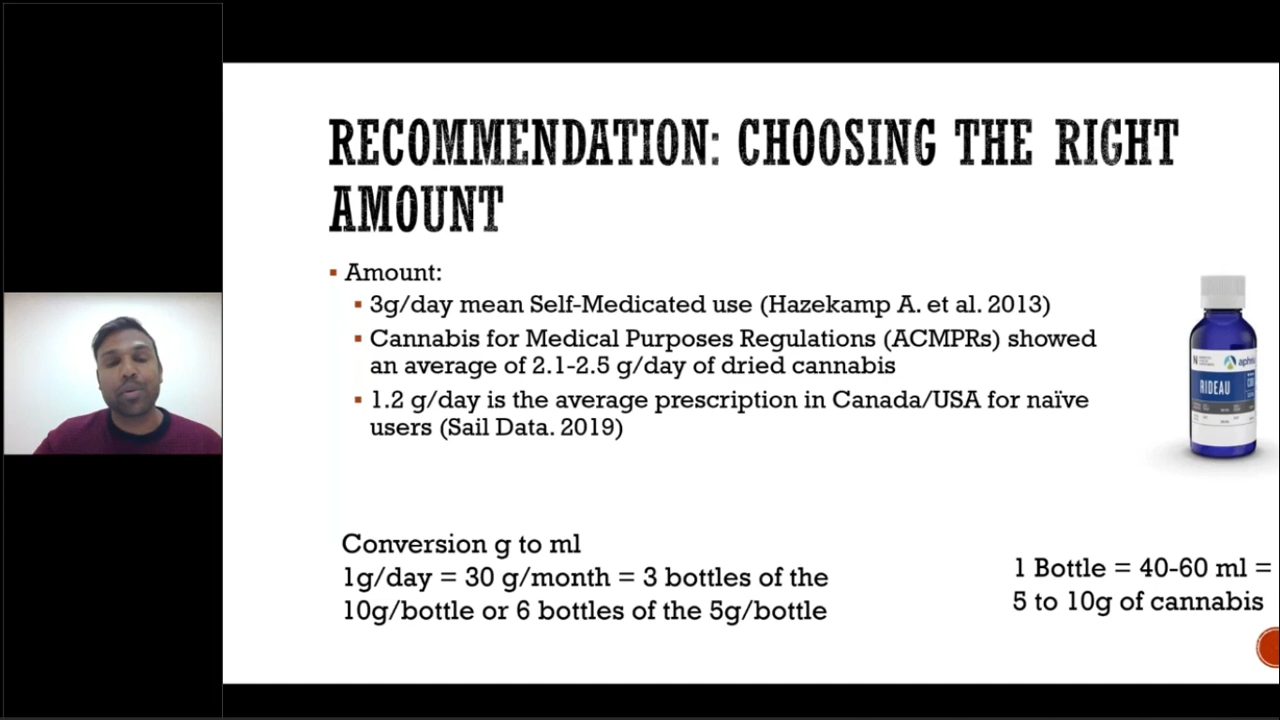 RECOMMENDATION: CHOOSING THE RIGHT
AMOUNT
▪ Amount:
▪ 3g/day mean Self-Medicated use (Hazekamp A. et al. 2013)
▪ Cannabis for Medical Purposes Regulations (ACMPRs) showed
an average of 2.1-2.5 g/day of dried cannabis
▪ 1.2 g/day is the average prescription in Canada/USA for naïve
users (Sail Data. 2019)
RIDEAU
Conversion g to ml
1g/day = 30 g/month = 3 bottles of the
10g/bottle or 6 bottles of the 5g/bottle
1 Bottle = 40-60 ml =
5 to 10g of cannabis